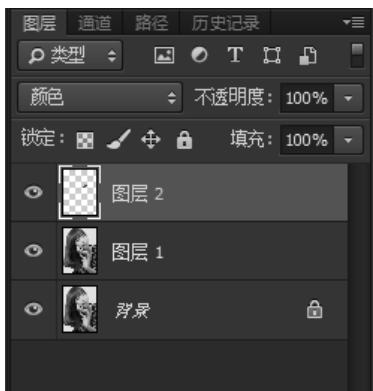 图层 通道 路径 历史记录
类型 T
颜色 不透明度: 100%
锁定: 填充: 100%
图层 2
图层 1
背景